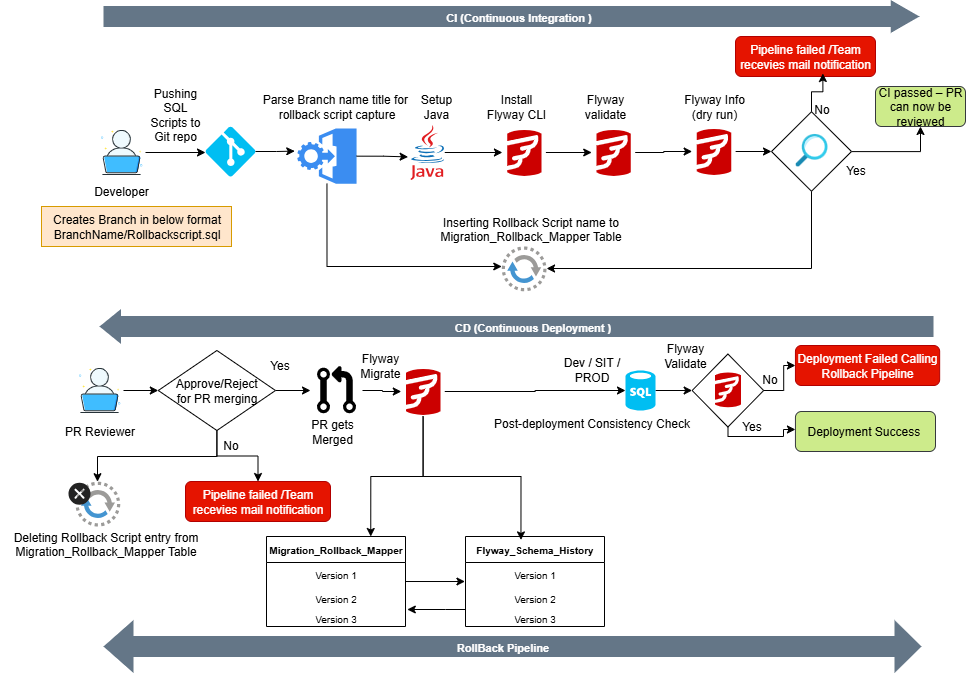 CI (Continuous Integration )
Pipeline failed /Team
recevies mail notification
CI passed – PR
can now be
reviewed
Pushing
SQL
Scripts to
Git repo
Parse Branch name title for
rollback script capture
Setup
Java
Install
Flyway CLI
Flyway
validate
Flyway Info
(dry run)
No
Yes
Java
Developer
Creates Branch in below format
BranchName/Rollbackscript.sql
Inserting Rollback Script name to
Migration_Rollback_Mapper Table
CD (Continuous Deployment )
PR Reviewer
Approve/Reject
for PR merging
Yes
No
PR gets
Merged
Flyway
Migrate
Dev / SIT /
PROD
SQL
Post-deployment Consistency Check
Flyway
Validate
No
Yes
Deployment Failed Calling
Rollback Pipeline
Deployment Success
Pipeline failed /Team
recevies mail notification
Deleting Rollback Script entry from
Migration_Rollback_Mapper Table
Migration_Rollback_Mapper
Version 1
Version 2
Version 3
Flyway_Schema_History
Version 1
Version 2
Version 3
RollBack Pipeline